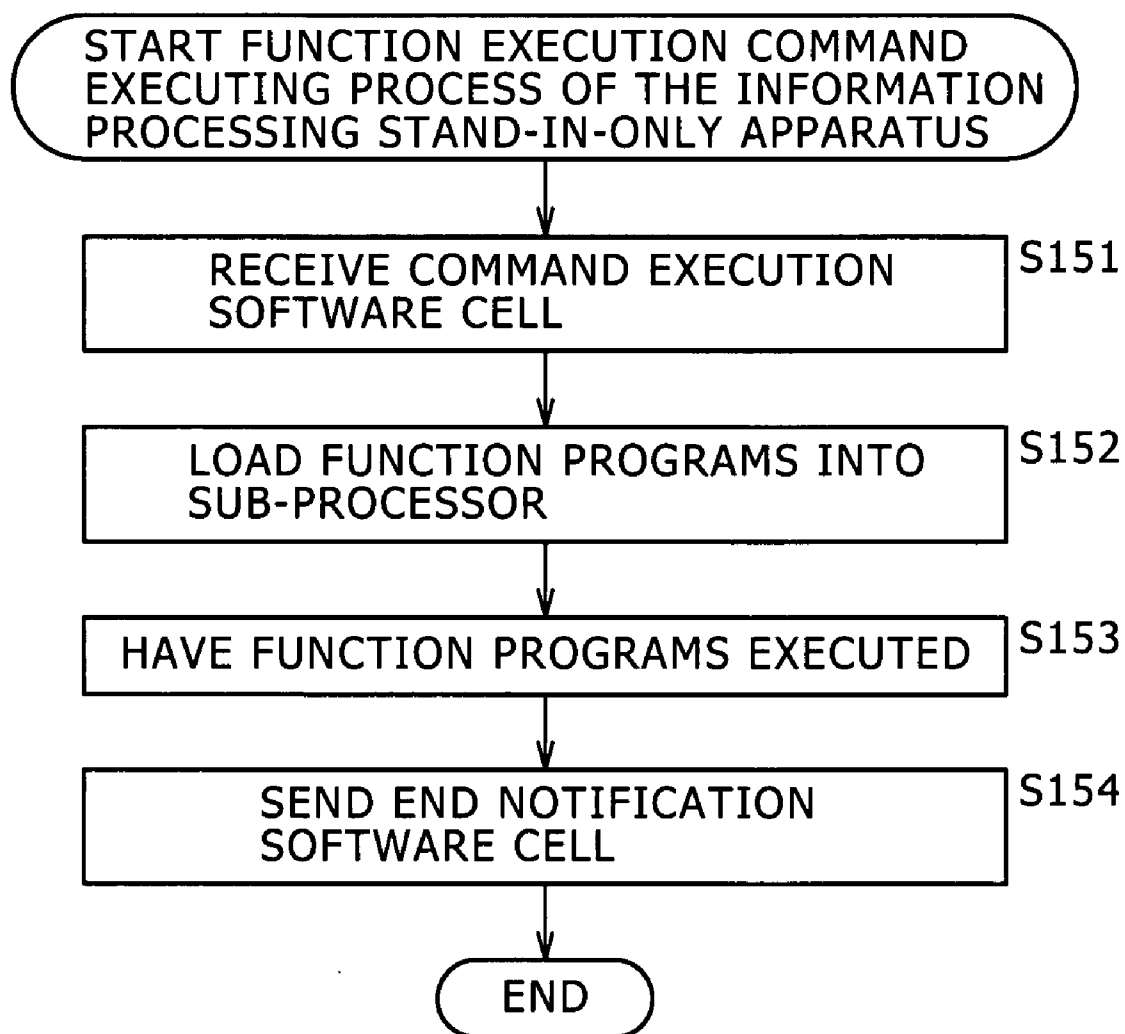 START FUNCTION EXECUTION COMMAND
EXECUTING PROCESS OF THE INFORMATION
PROCESSING STAND-IN-ONLY APPARATUS
RECEIVE COMMAND EXECUTION
SOFTWARE CELL
S151
LOAD FUNCTION PROGRAMS INTO
SUB-PROCESSOR
S152
HAVE FUNCTION PROGRAMS EXECUTED
S153
SEND END NOTIFICATION
SOFTWARE CELL
S154
END